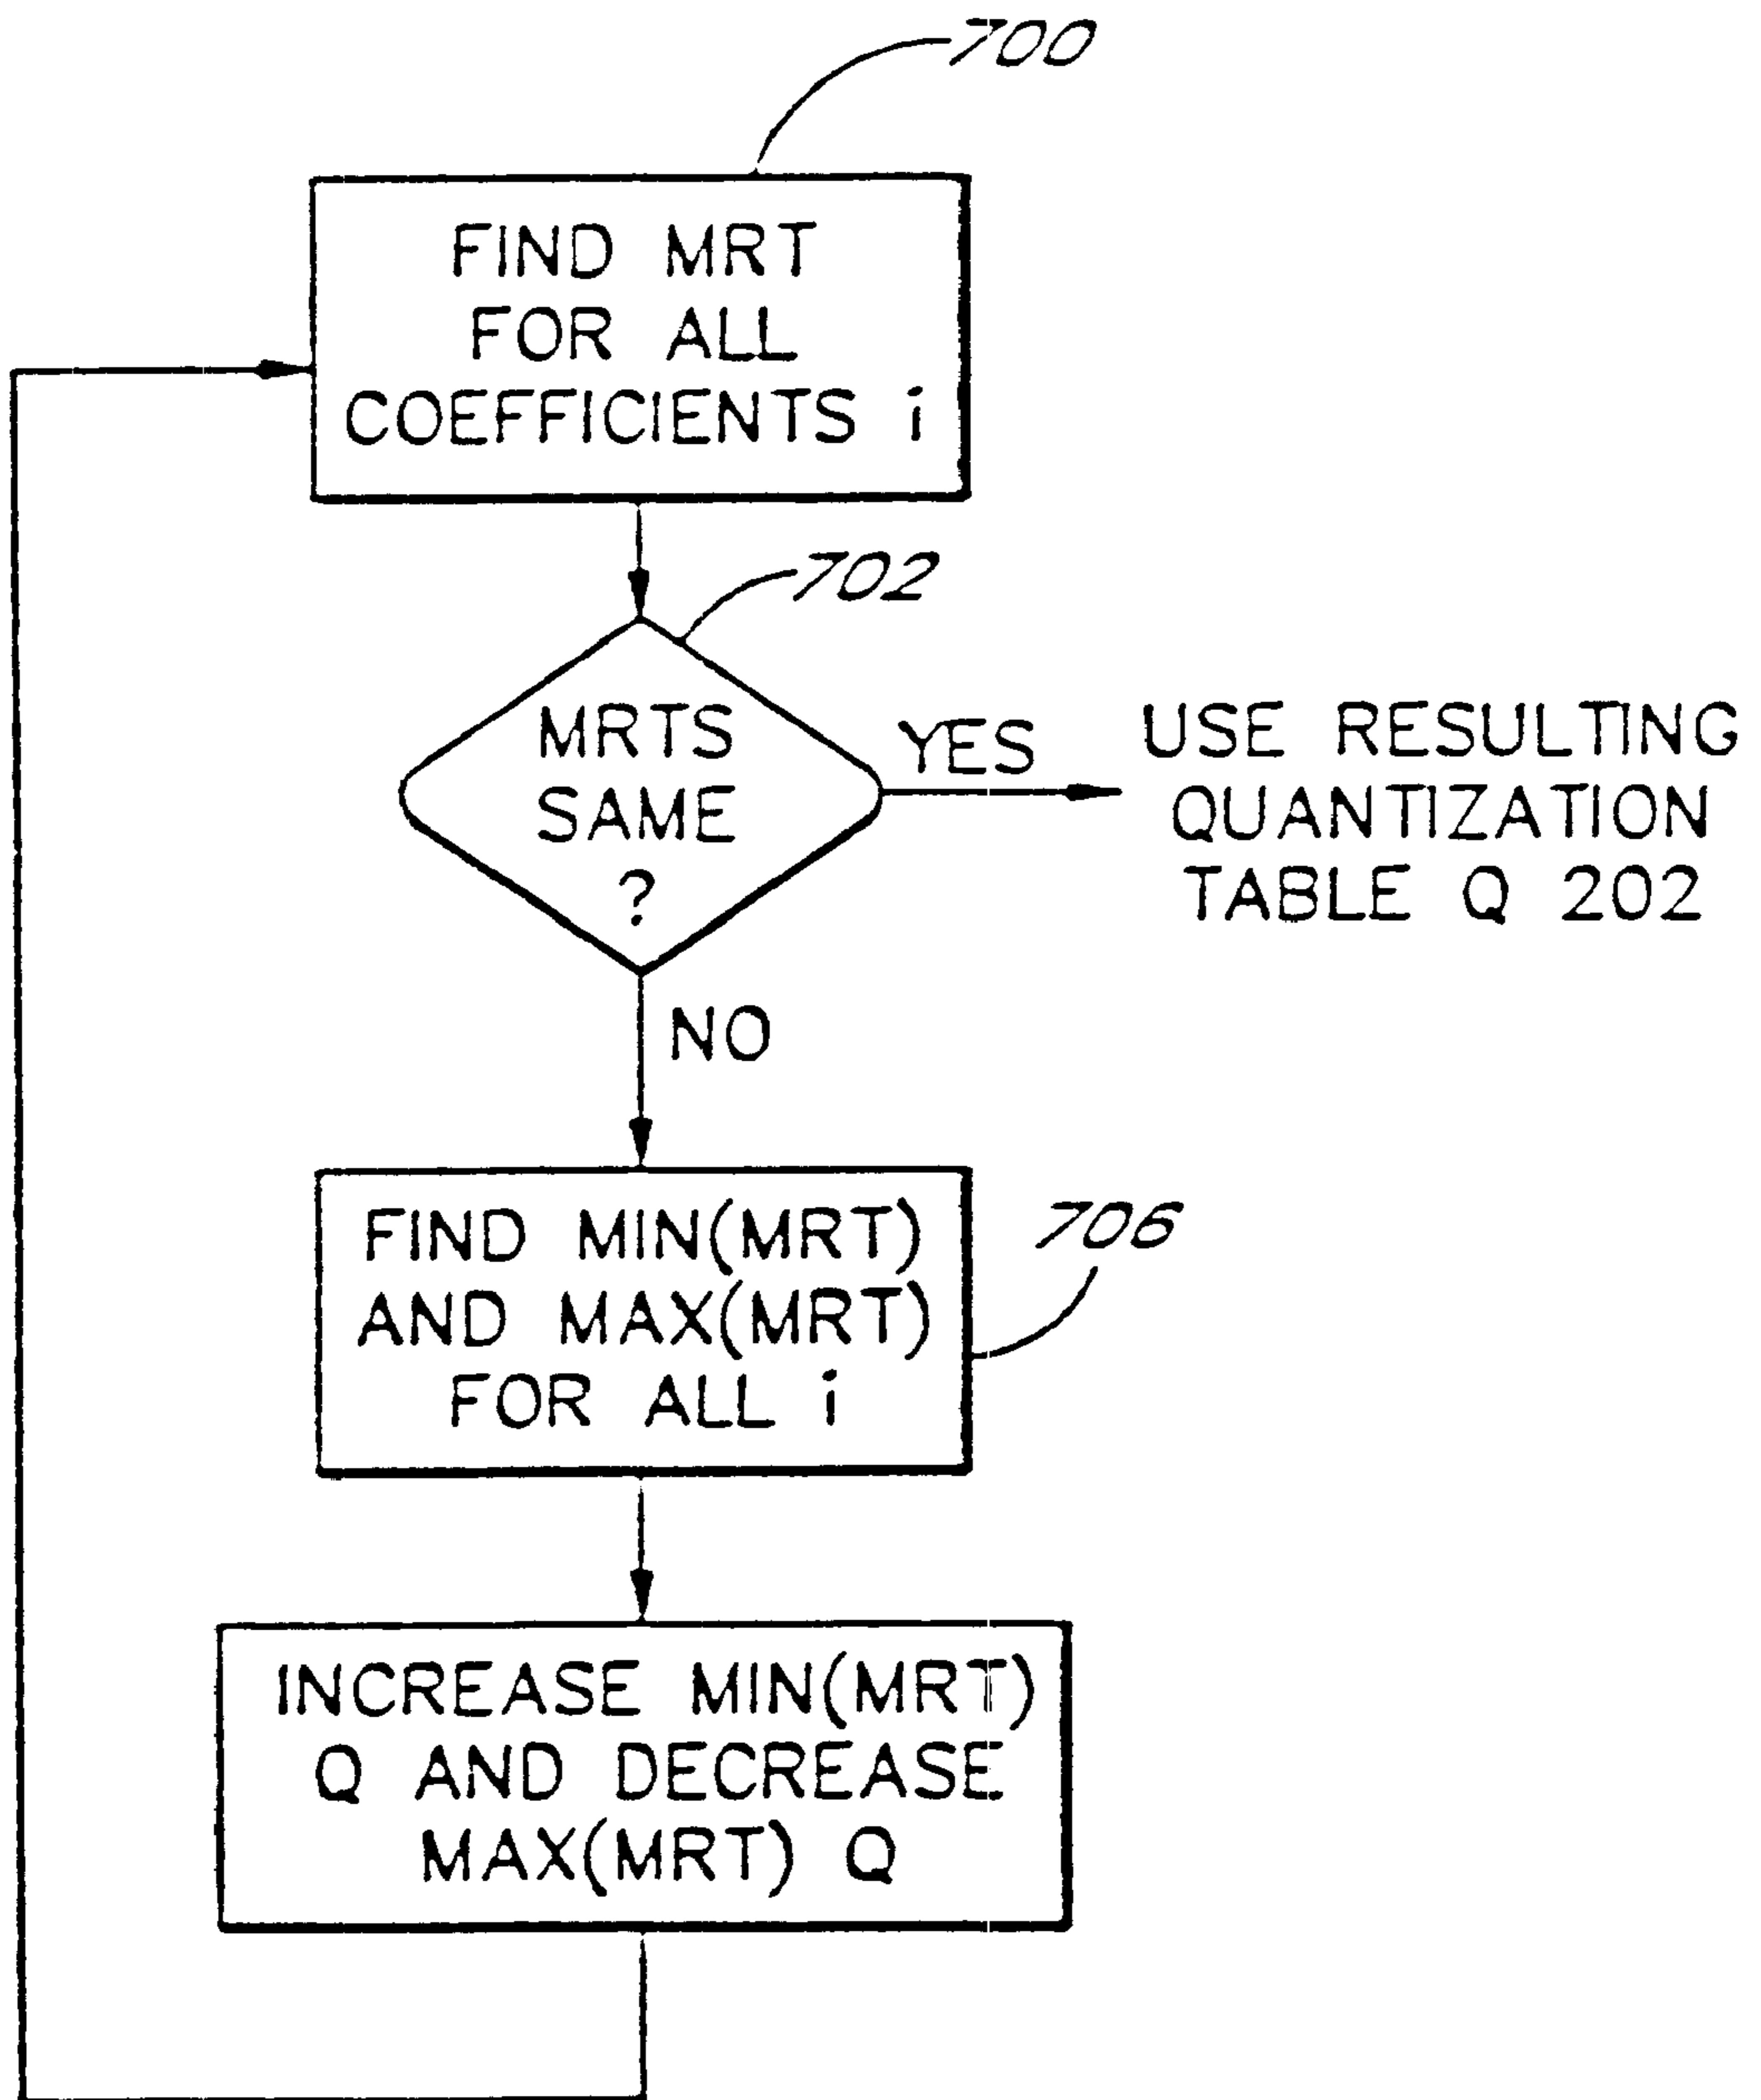 700
FIND MRT
FOR ALL
COEFFICIENTS i
702
MRTS
SAME
?
YES
USE RESULTING
QUANTIZATION
TABLE Q 202
NO
FIND MIN(MRT)
AND MAX(MRT)
FOR ALL i
706
INCREASE MIN(MRT)
Q AND DECREASE
MAX(MRT) Q